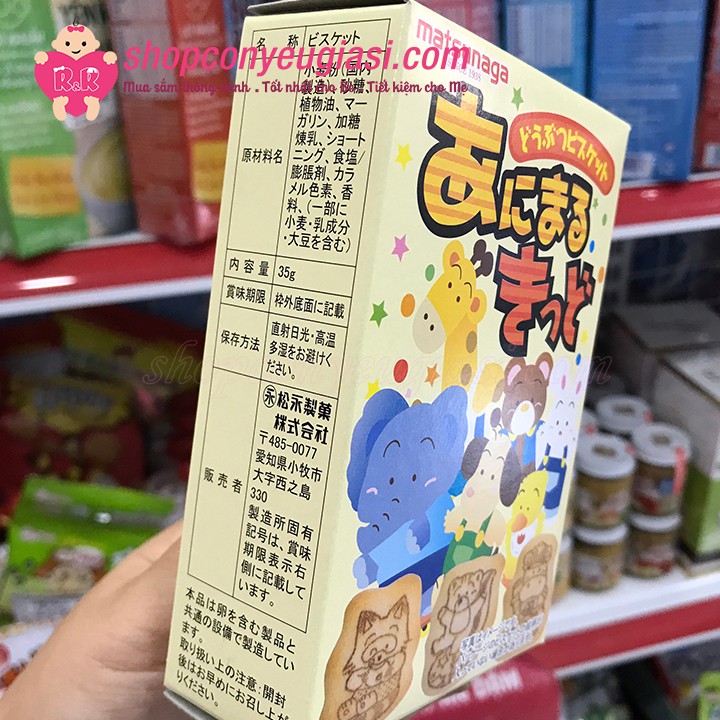 shopconyeugiasi.com
R&R
Mua sắm thông minh . Tốt nhất cho Bé . Tiết kiệm cho Mẹ
名 称 ビスケット
原材料名
小麦粉(国内
製造)、砂糖、
植物油、マー
ガリン、加糖
煉乳、ショート
ニング、食塩/
膨脹剤、カラ
メル色素、香
料、(一部に
小麦・乳成分
・大豆を含む)
内 容 量 35g
賞味期限 枠外底面に記載
保存方法
直射日光・高温
多湿をお避けく
ださい。
販 売 者
永 松永製菓
株式会社
〒485-0077
愛知県小牧市
大字西之島
330
製造所固有
記号は、賞味
期限表示右
側に記載して
います。
本品は卵を含む製品と
共通の設備で製造してい
ます。
取り扱い上の注意:開封
後はお早めにお召し上が
りください。
matsunaga
どうぶつビスケット
あにまる
きっど